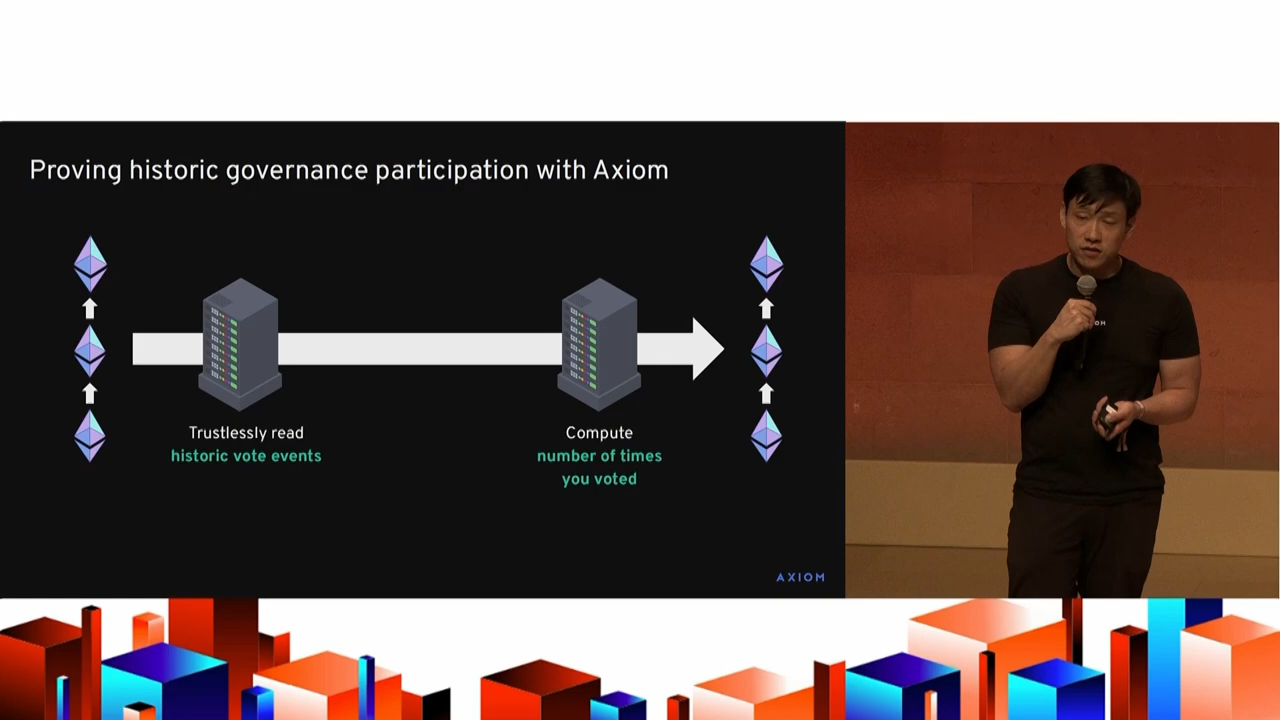 Proving historic governance participation with Axiom
Trustlessly read
historic vote events
Compute
number of times
you voted
AXIOM